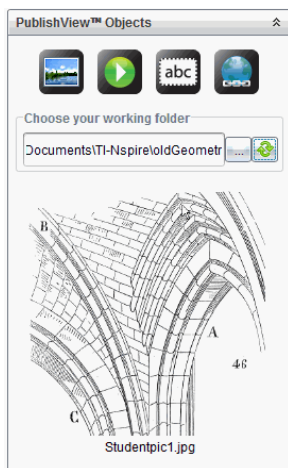 PublishView™ Objects
abc
Choose your working folder
Documents\TI-Nspire\oldGeometr
...
B
A
46
C
Studentpic1.jpg